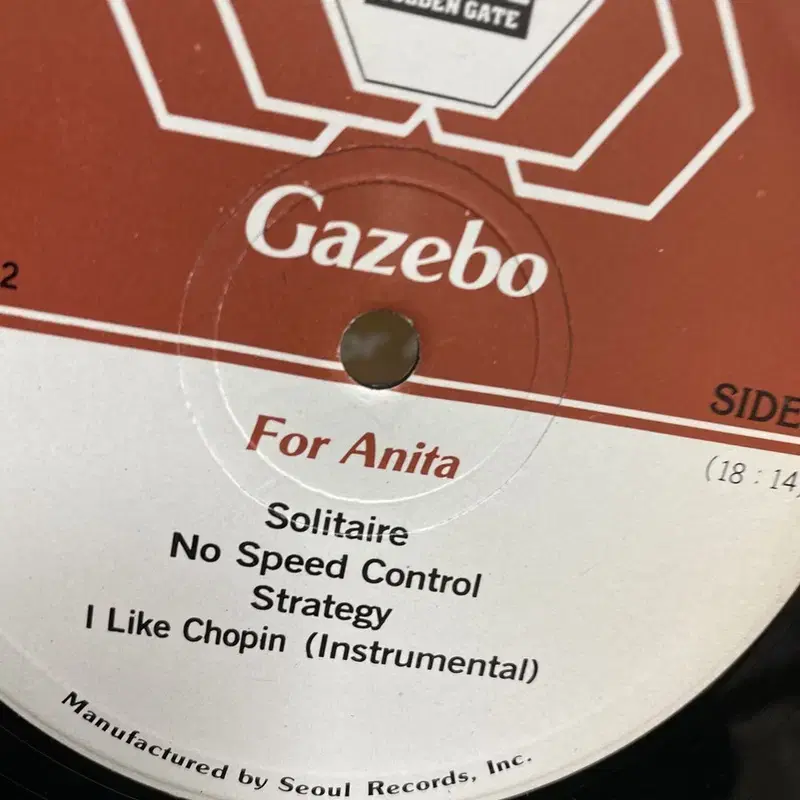 GOLDEN GATE
Gazebo
2
SIDE
(18 : 14)
For Anita
Solitaire
No Speed Control
Strategy
I Like Chopin (Instrumental)
Manufactured by Seoul Records, Inc.